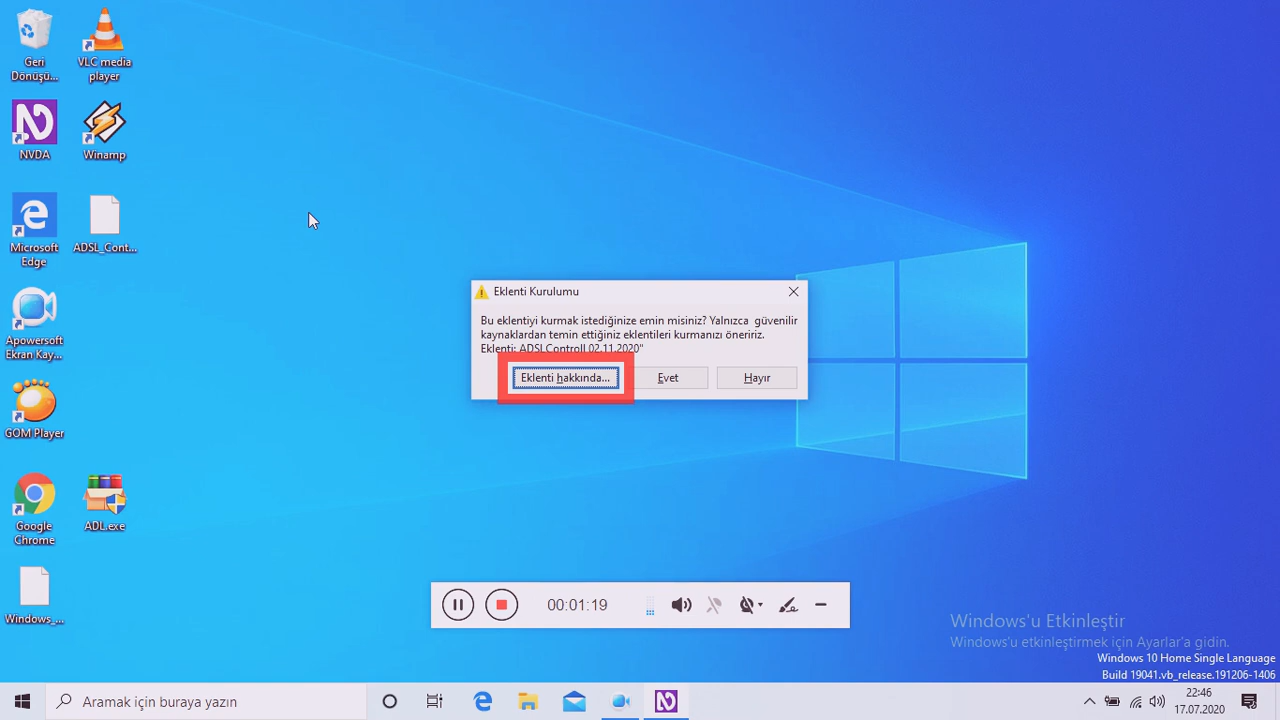 Geri
Dönüşü...
VLC media
player
NVDA
Winamp
Microsoft
Edge
ADSL_Cont...
Apowersoft
Ekran Kay...
GOM Player
Google
Chrome
ADL.exe
Windows_...
Eklenti Kurulumu
Bu eklentiyi kurmak istediğinize emin misiniz? Yalnızca  güvenilir
kaynaklardan temin ettiğiniz eklentileri kurmanızı öneririz.
Eklenti: ADSLControll 02.11.2020"
Eklenti hakkında...
Evet
Hayır
00:01:19
Windows'u Etkinleştir
Windows'u etkinleştirmek için Ayarlar'a gidin.
Windows 10 Home Single Language
Build 19041.vb_release.191206-1406
Aramak için buraya yazın
22:46
17.07.2020